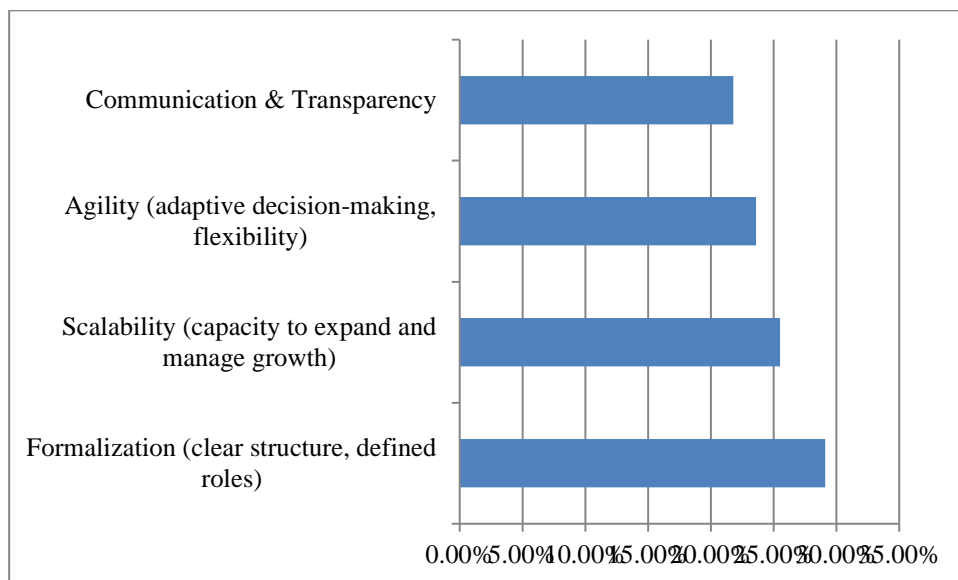 Communication & Transparency
Agility (adaptive decision-making,
flexibility)
Scalability (capacity to expand and
manage growth)
Formalization (clear structure, defined
roles)
0.00% 5.00% 10.00% 15.00% 20.00% 25.00% 30.00% 35.00%